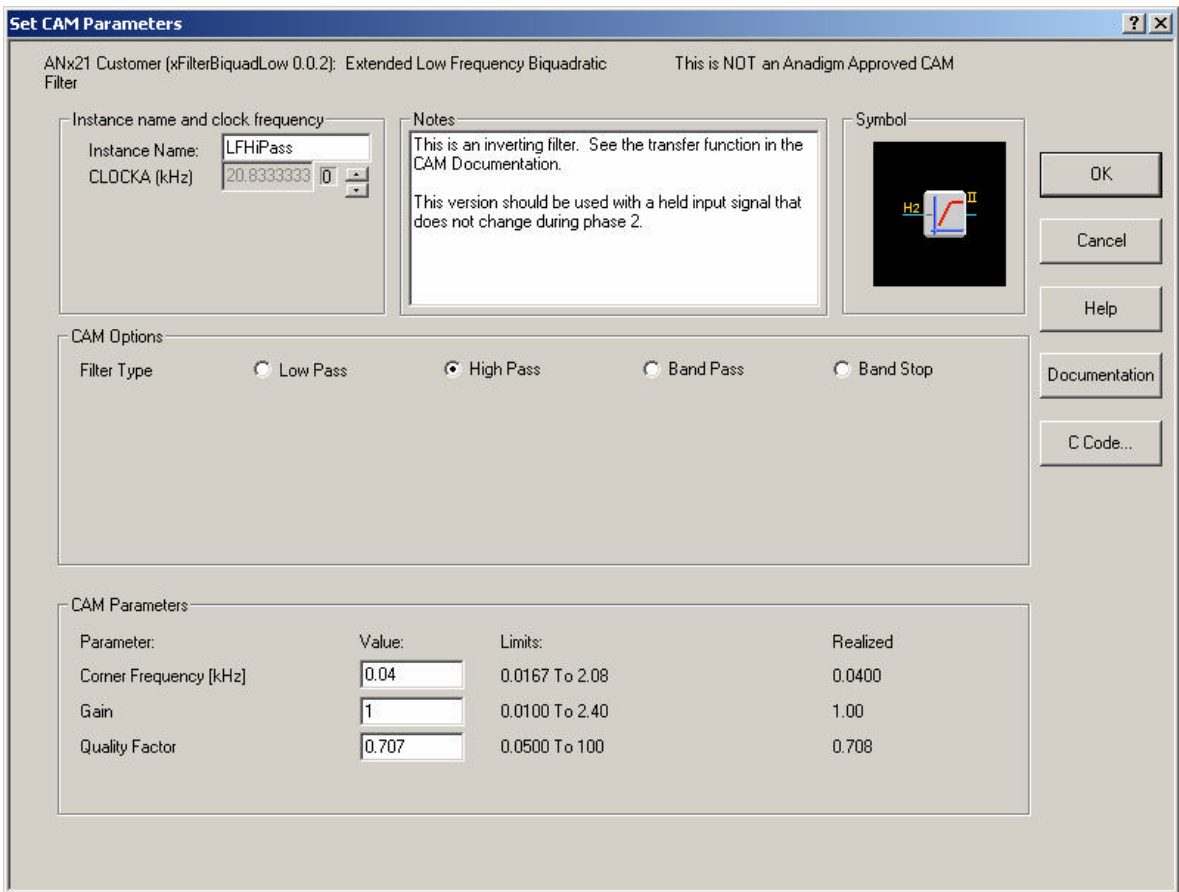 Set CAM Parameters
? ×
ANx21 Customer (xFilterBiquadLow 0.0.2): Extended Low Frequency Biquadratic
Filter
This is NOT an Anadigm Approved CAM
Instance name and clock frequency
Instance Name: LFHiPass
CLOCKA (kHz) 20.8333333 0
Notes
This is an inverting filter. See the transfer function in the
CAM Documentation.
This version should be used with a held input signal that
does not change during phase 2.
Symbol
H2 II
OK
Cancel
Help
Documentation
C Code...
CAM Options
Filter Type Low Pass High Pass Band Pass Band Stop
CAM Parameters
Parameter: Value: Limits: Realized
Corner Frequency [kHz] 0.04 0.0167 To 2.08 0.0400
Gain 1 0.0100 To 2.40 1.00
Quality Factor 0.707 0.0500 To 100 0.708